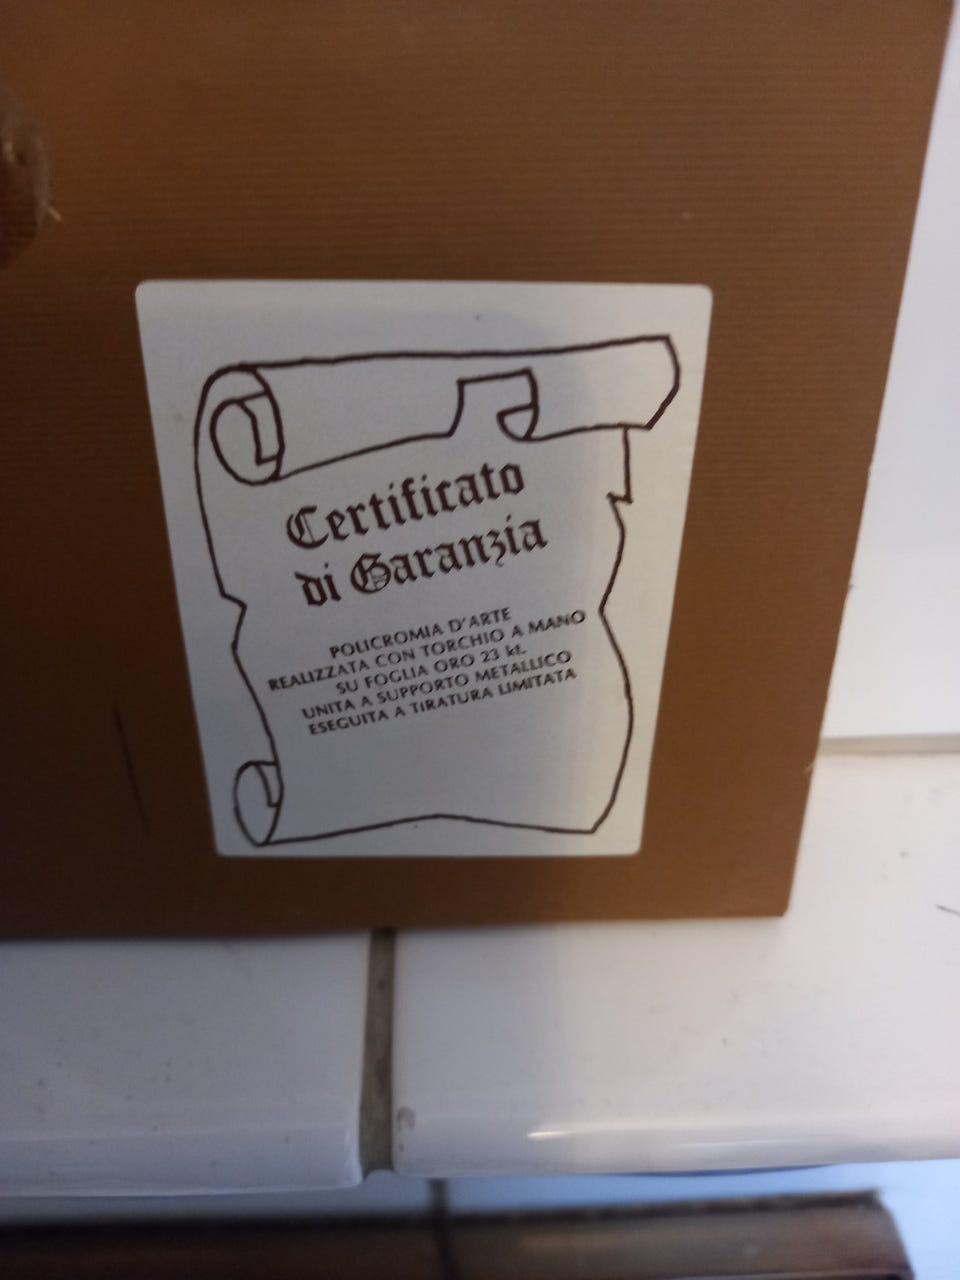 Certificato
di Garanzia
POLICROMIA D'ARTE
REALIZZATA CON TORCHIO A MANO
SU FOGLIA ORO 23 kt.
UNITA A SUPPORTO METALLICO
ESEGUITA A TIRATURA LIMITATA